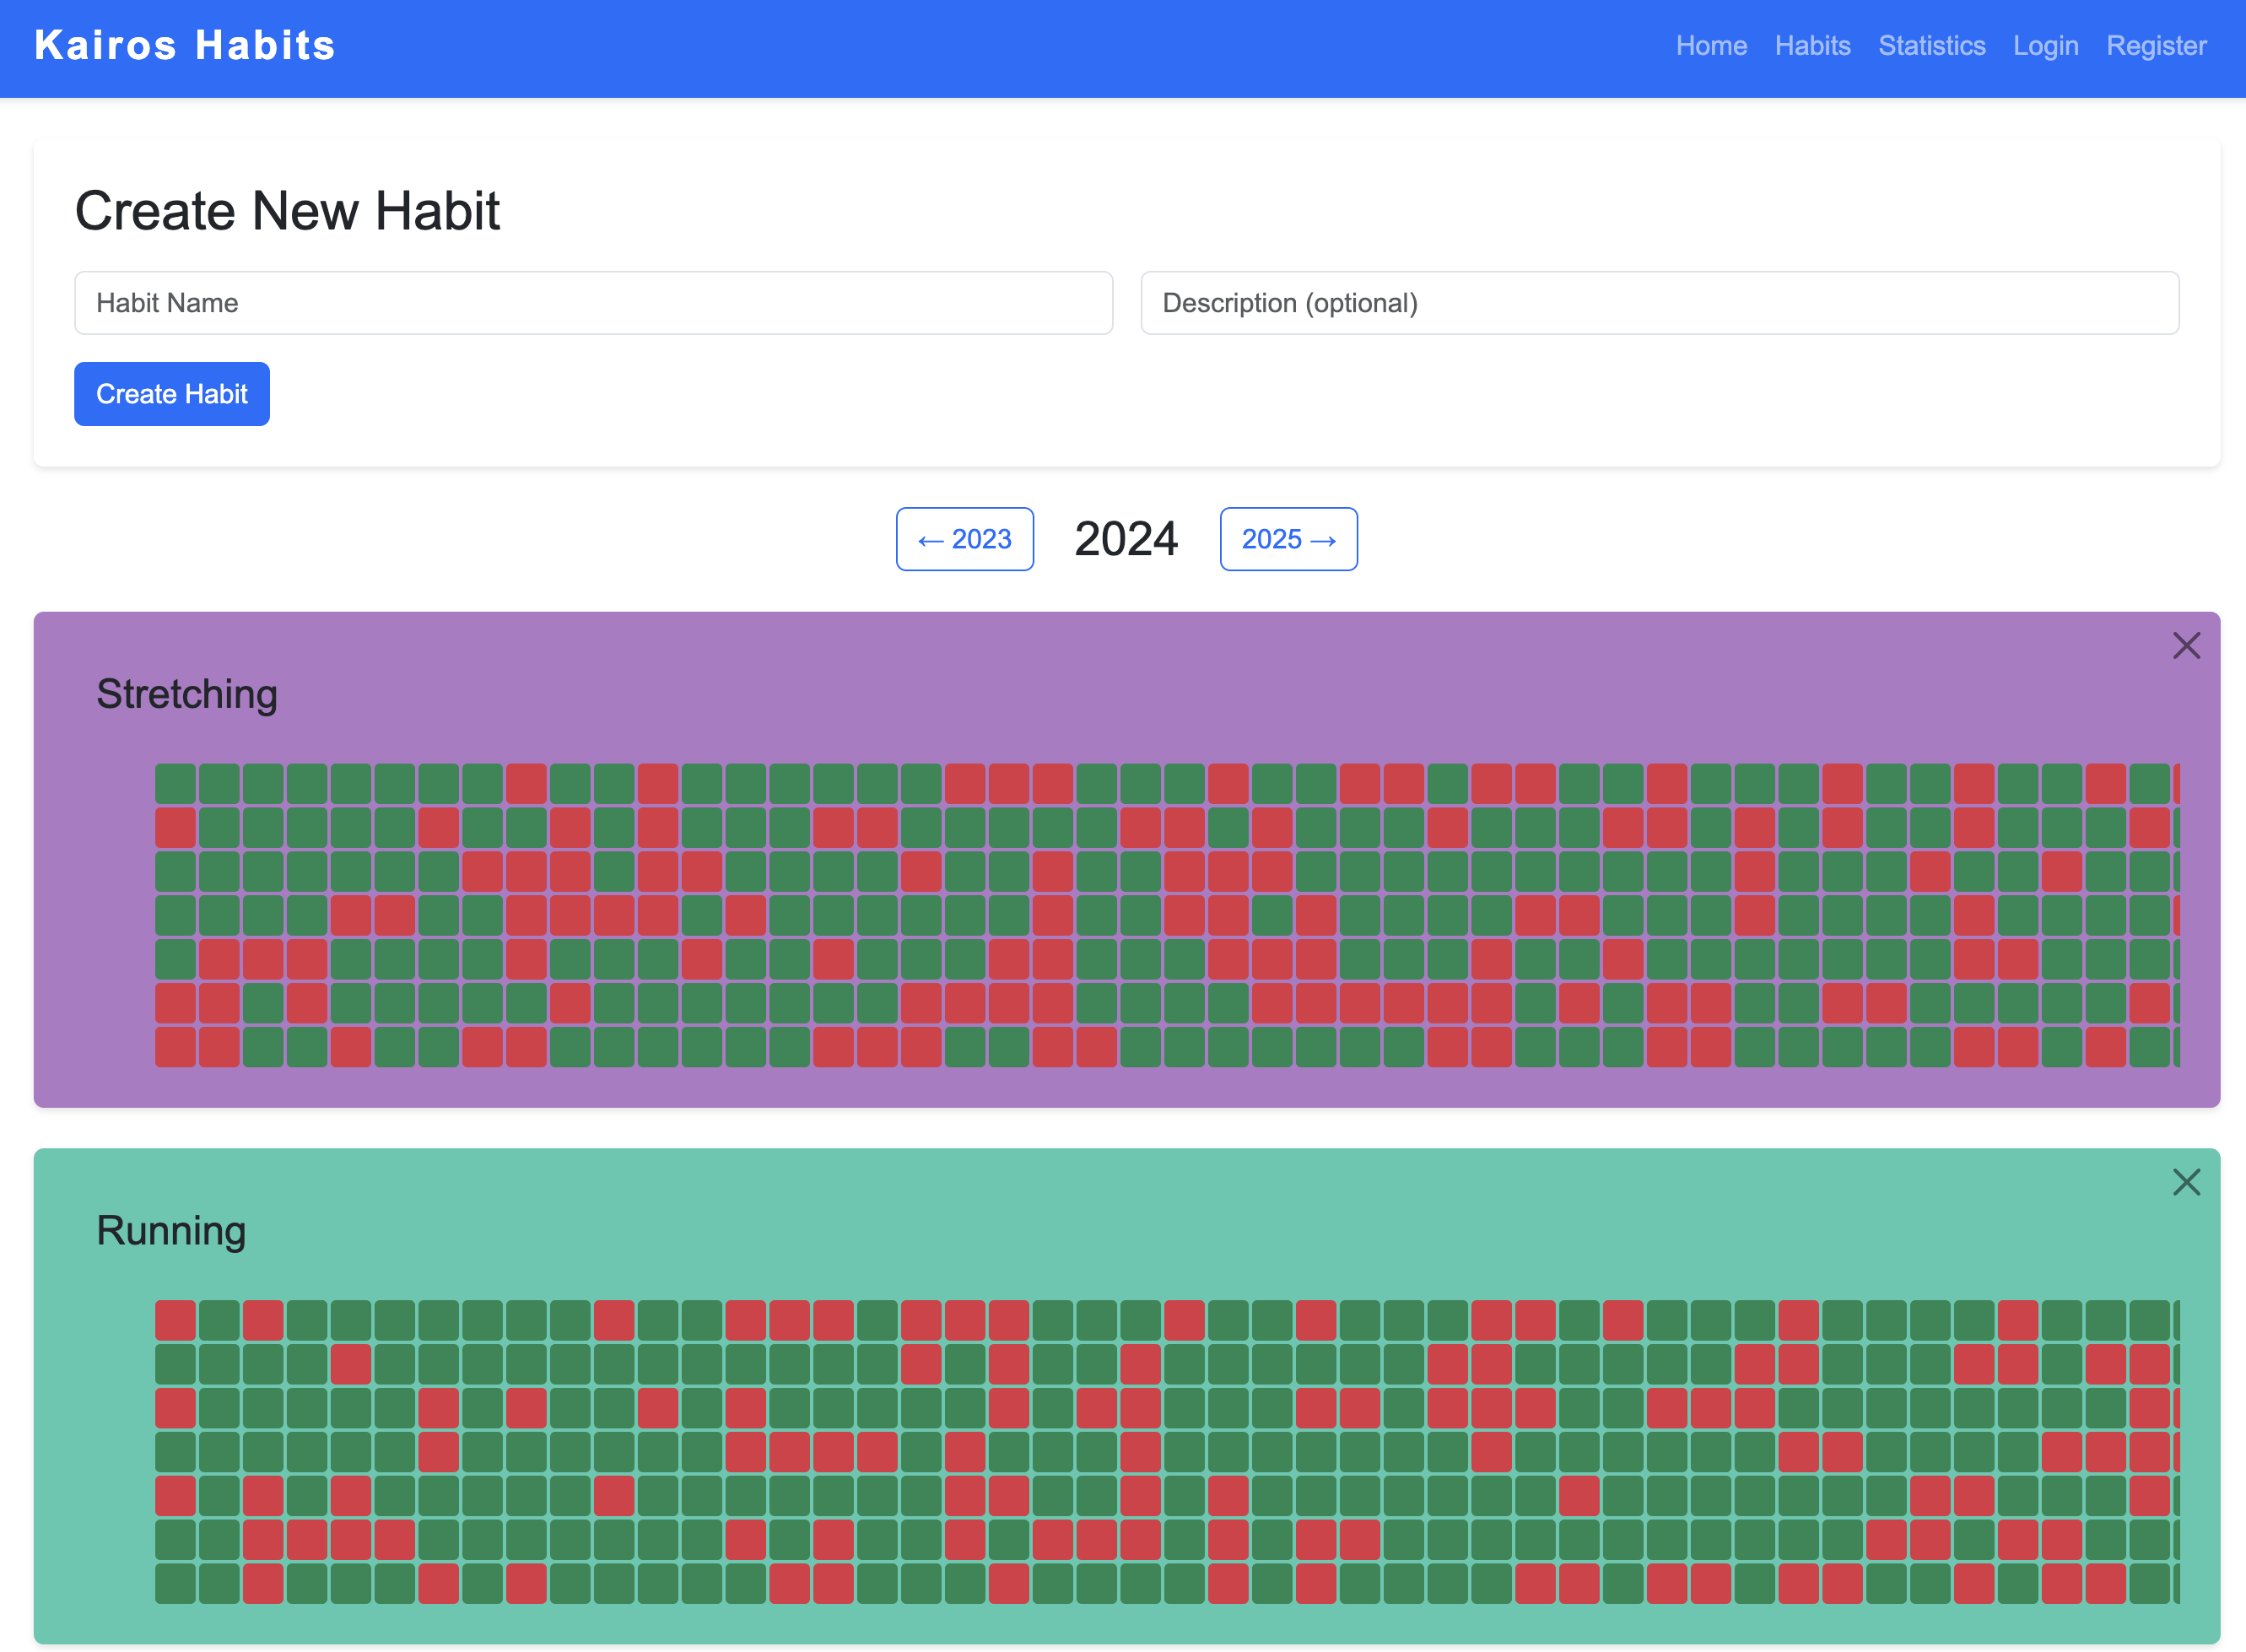 Kairos Habits
Home Habits Statistics Login Register
Create New Habit
Habit Name
Description (optional)
Create Habit
← 2023
2024
2025 →
Stretching
Running